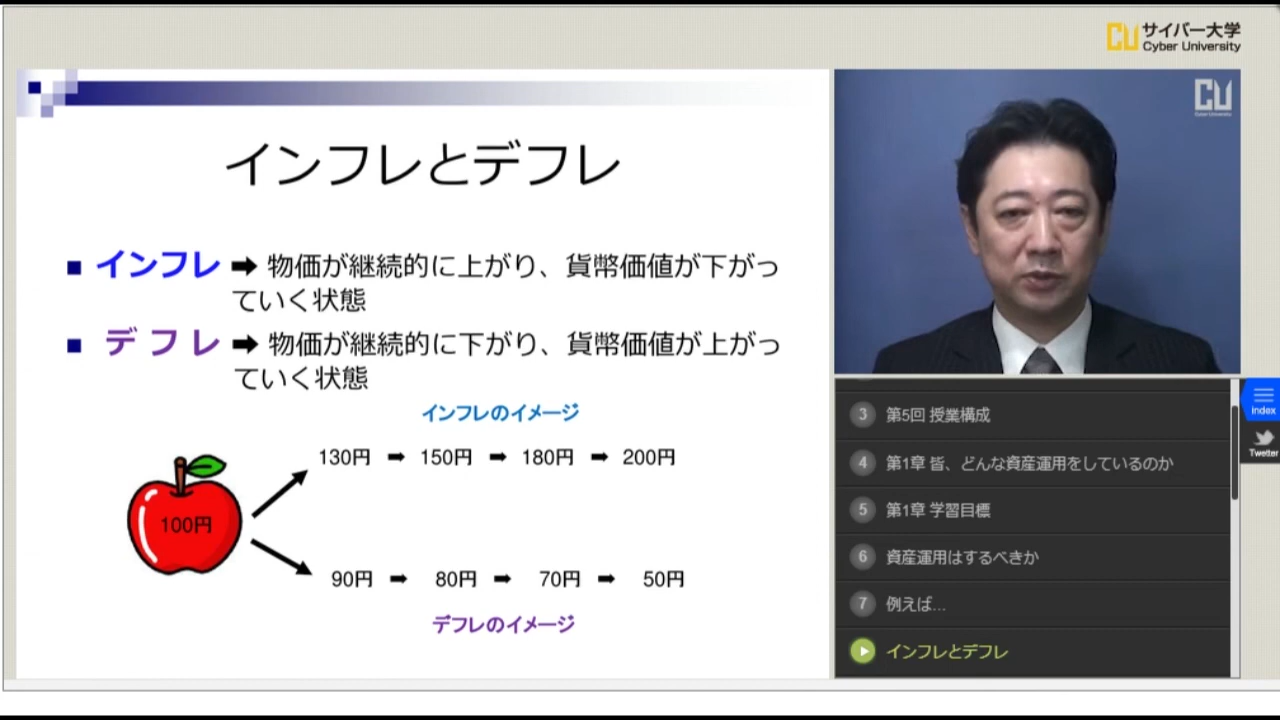 CU サイバー大学
Cyber University
インフレとデフレ
インフレ ➡ 物価が継続的に上がり、貨幣価値が下がっ
ていく状態
デ フ レ ➡ 物価が継続的に下がり、貨幣価値が上がっ
ていく状態
インフレのイメージ
130円 ➡ 150円 ➡ 180円 ➡ 200円
100円
90円 ➡ 80円 ➡ 70円 ➡ 50円
デフレのイメージ
CU
Cyber University
3 第5回 授業構成
4 第1章 皆、どんな資産運用をしているのか
5 第1章 学習目標
6 資産運用はするべきか
7 例えば...
インフレとデフレ
index
Twetter